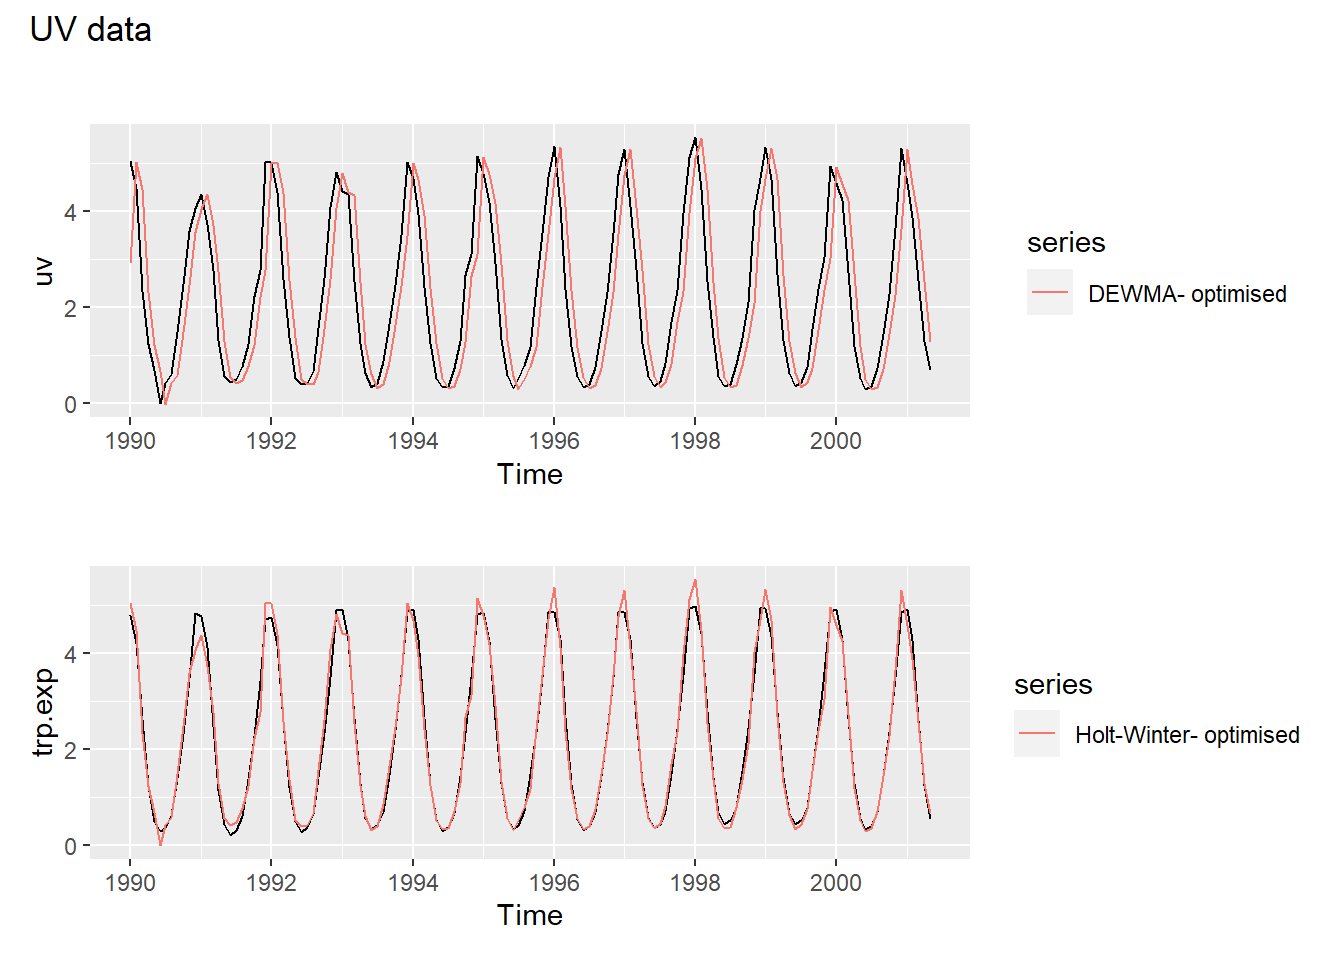 UV data
uv
4
2
0
1990 1992 1994 1996 1998 2000
Time
series
DEWMA- optimised
trp.exp
4
2
0
1990 1992 1994 1996 1998 2000
Time
series
Holt-Winter- optimised